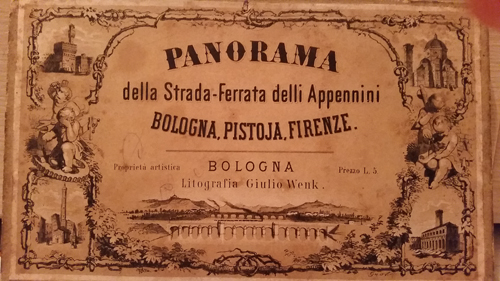 PANORAMA
della Strada-Ferrata delli Appennini
BOLOGNA, PISTOJA, FIRENZE.
BOLOGNA
Proprietà artistica
Prezzo L. 5
Litografia Giulio Wenk.